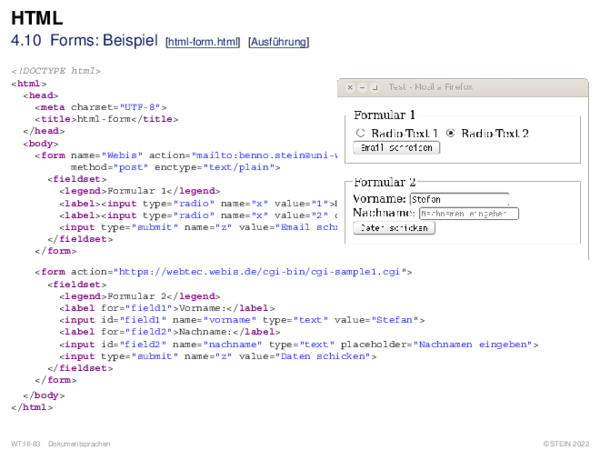 HTML
4.10 Forms: Beispiel [html-form.html] [Ausführung]
<!DOCTYPE html>
<html>
<head>
<meta charset="UTF-8">
<title>html-form</title>
</head>
<body>
<form name="Webis" action="mailto:benno.stein@uni-w
method="post" enctype="text/plain">
<fieldset>
<legend>Formular 1</legend>
<label><input type="radio" name="x" value="1">
<label><input type="radio" name="x" value="2"
<input type="submit" name="z" value="Email sch
</fieldset>
</form>
Test - Mozilla Firefox
Formular 1
Radio-Text 1 Radio-Text 2
Email schreiben
Formular 2
Vorname: Stefan
Nachname: Nachnamen eingeben
Daten schicken
<form action="https://webtec.webis.de/cgi-bin/cgi-sample1.cgi">
<fieldset>
<legend>Formular 2</legend>
<label for="field1">Vorname:</label>
<input id="field1" name="vorname" type="text" value="Stefan">
<label for="field2">Nachname:</label>
<input id="field2" name="nachname" type="text" placeholder="Nachnamen eingeben">
<input type="submit" name="z" value="Daten schicken">
</fieldset>
</form>
</body>
</html>
WT:III-83 Dokumentsprachen
©STEIN 2022